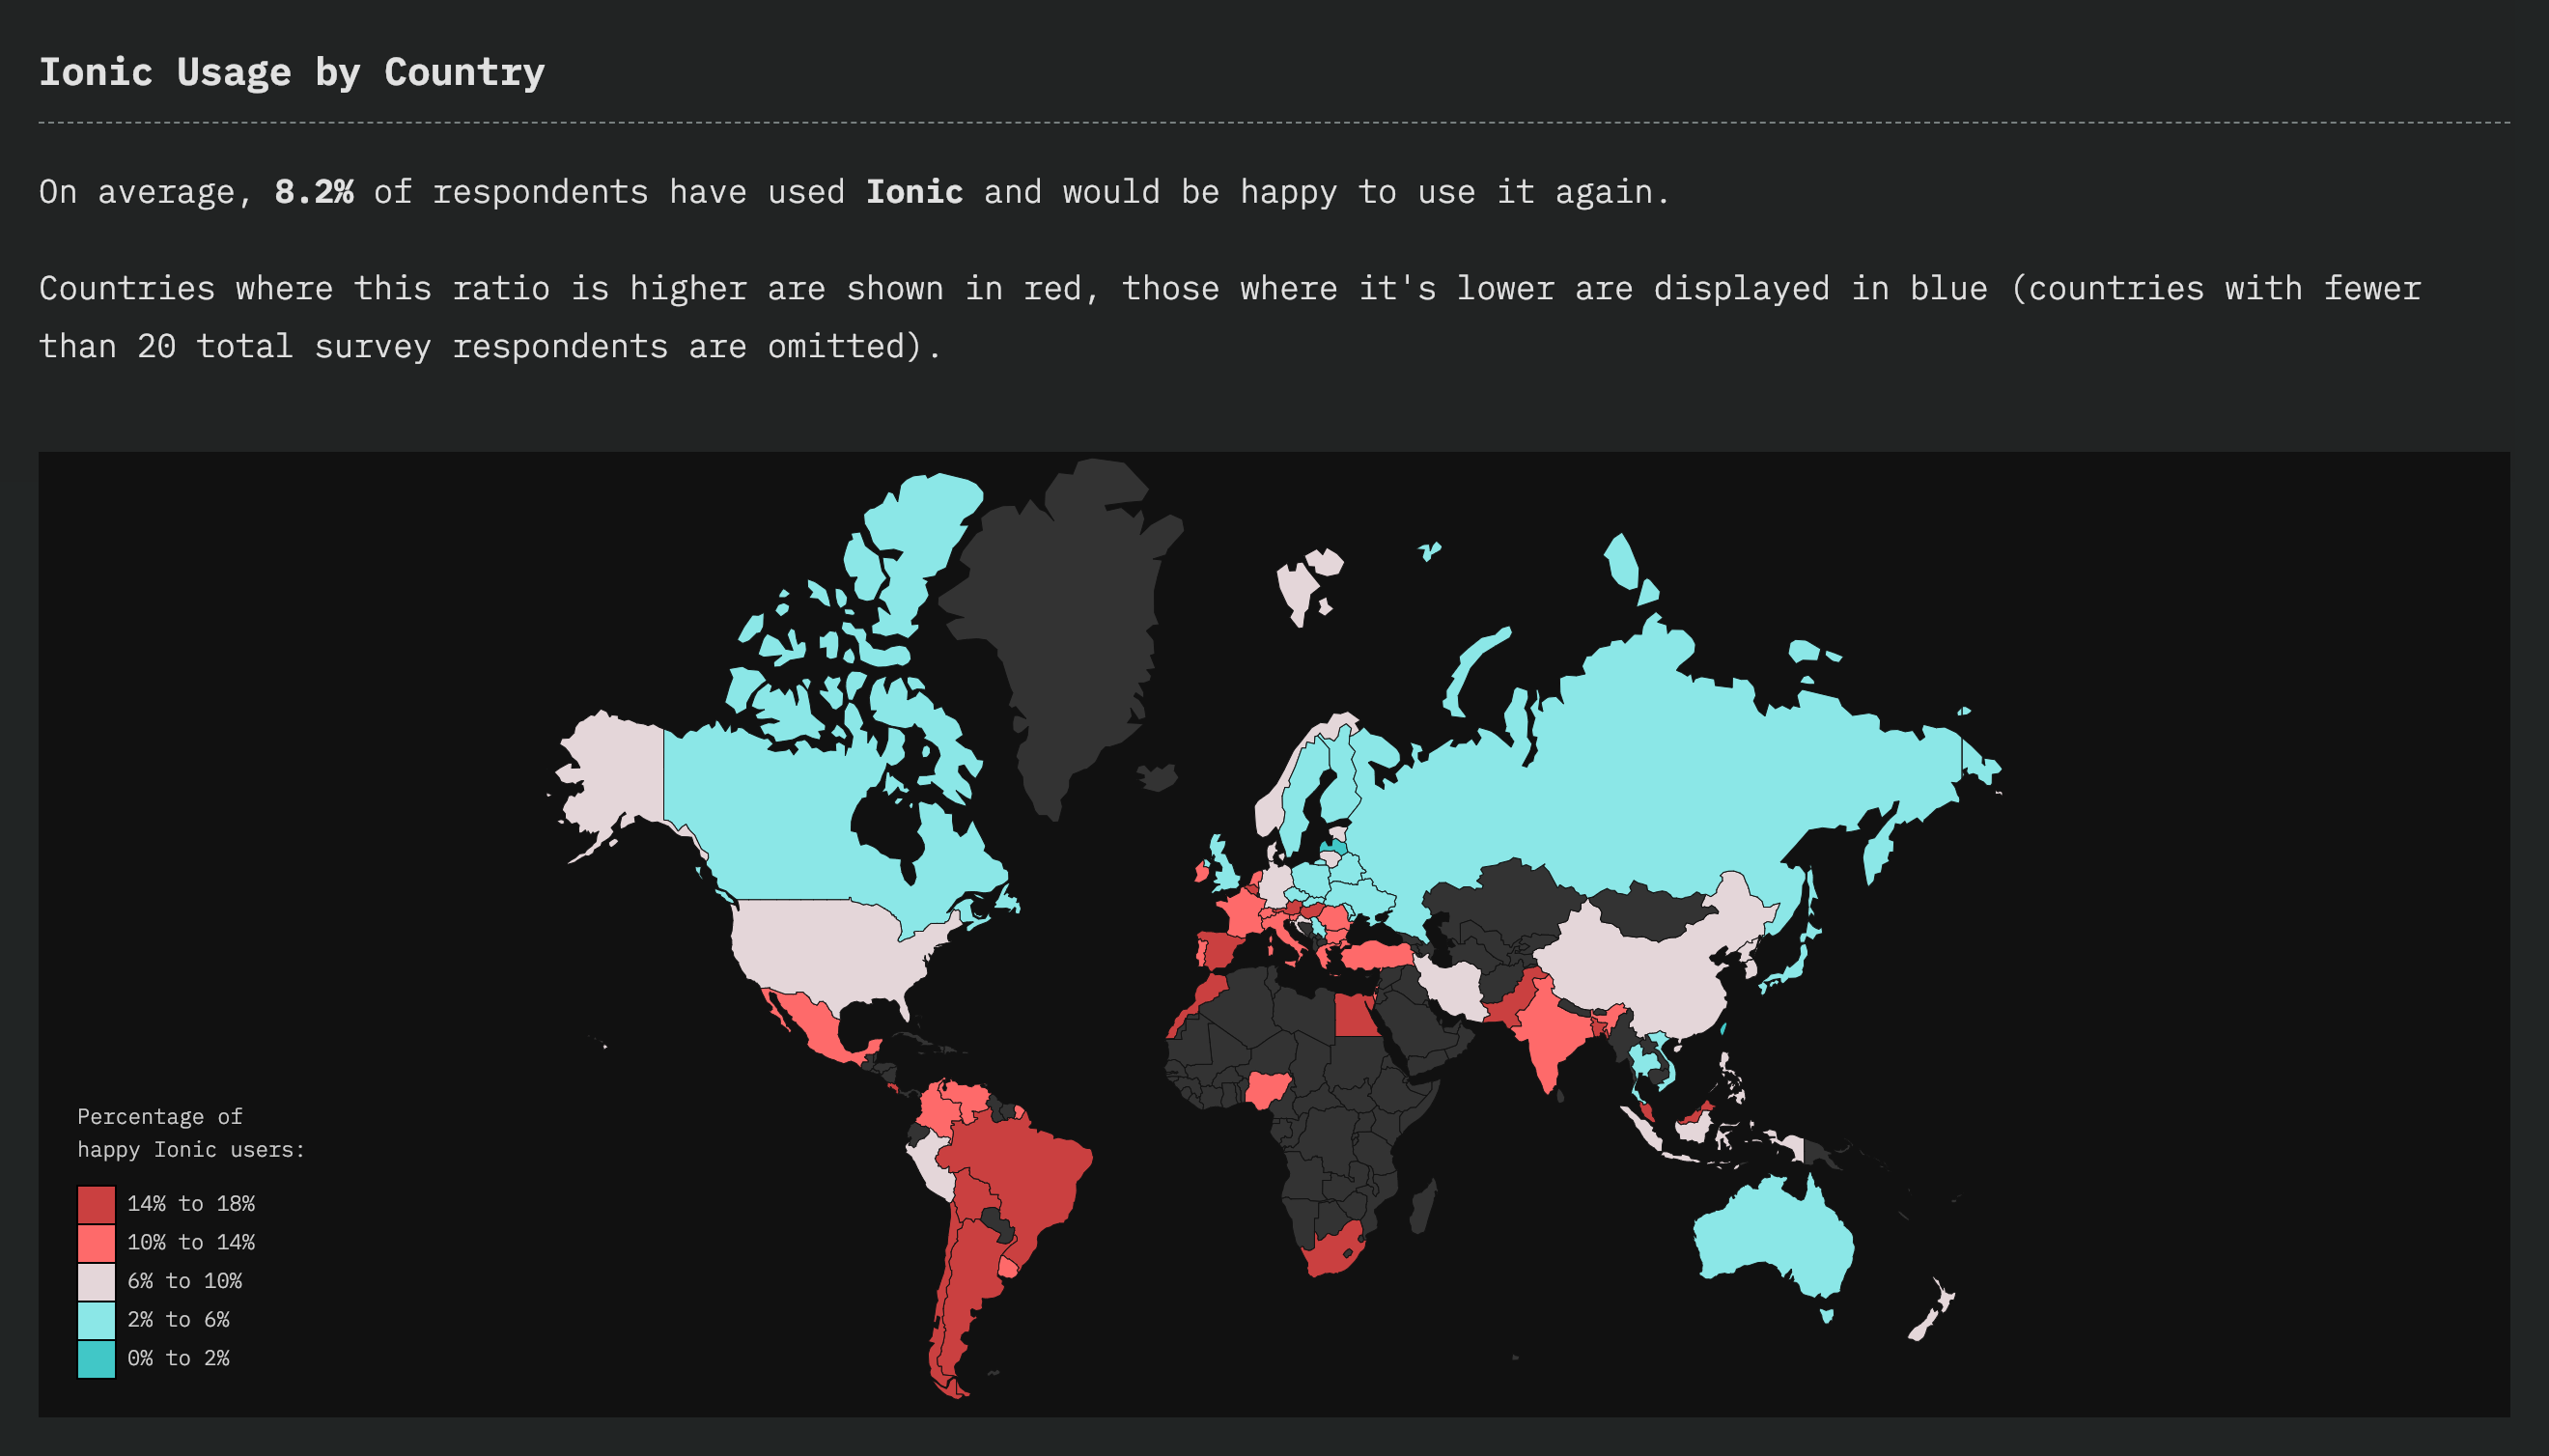 Ionic Usage by Country
On average, 8.2% of respondents have used Ionic and would be happy to use it again.
Countries where this ratio is higher are shown in red, those where it's lower are displayed in blue (countries with fewer
than 20 total survey respondents are omitted).
Percentage of
happy Ionic users:
14% to 18%
10% to 14%
6% to 10%
2% to 6%
0% to 2%